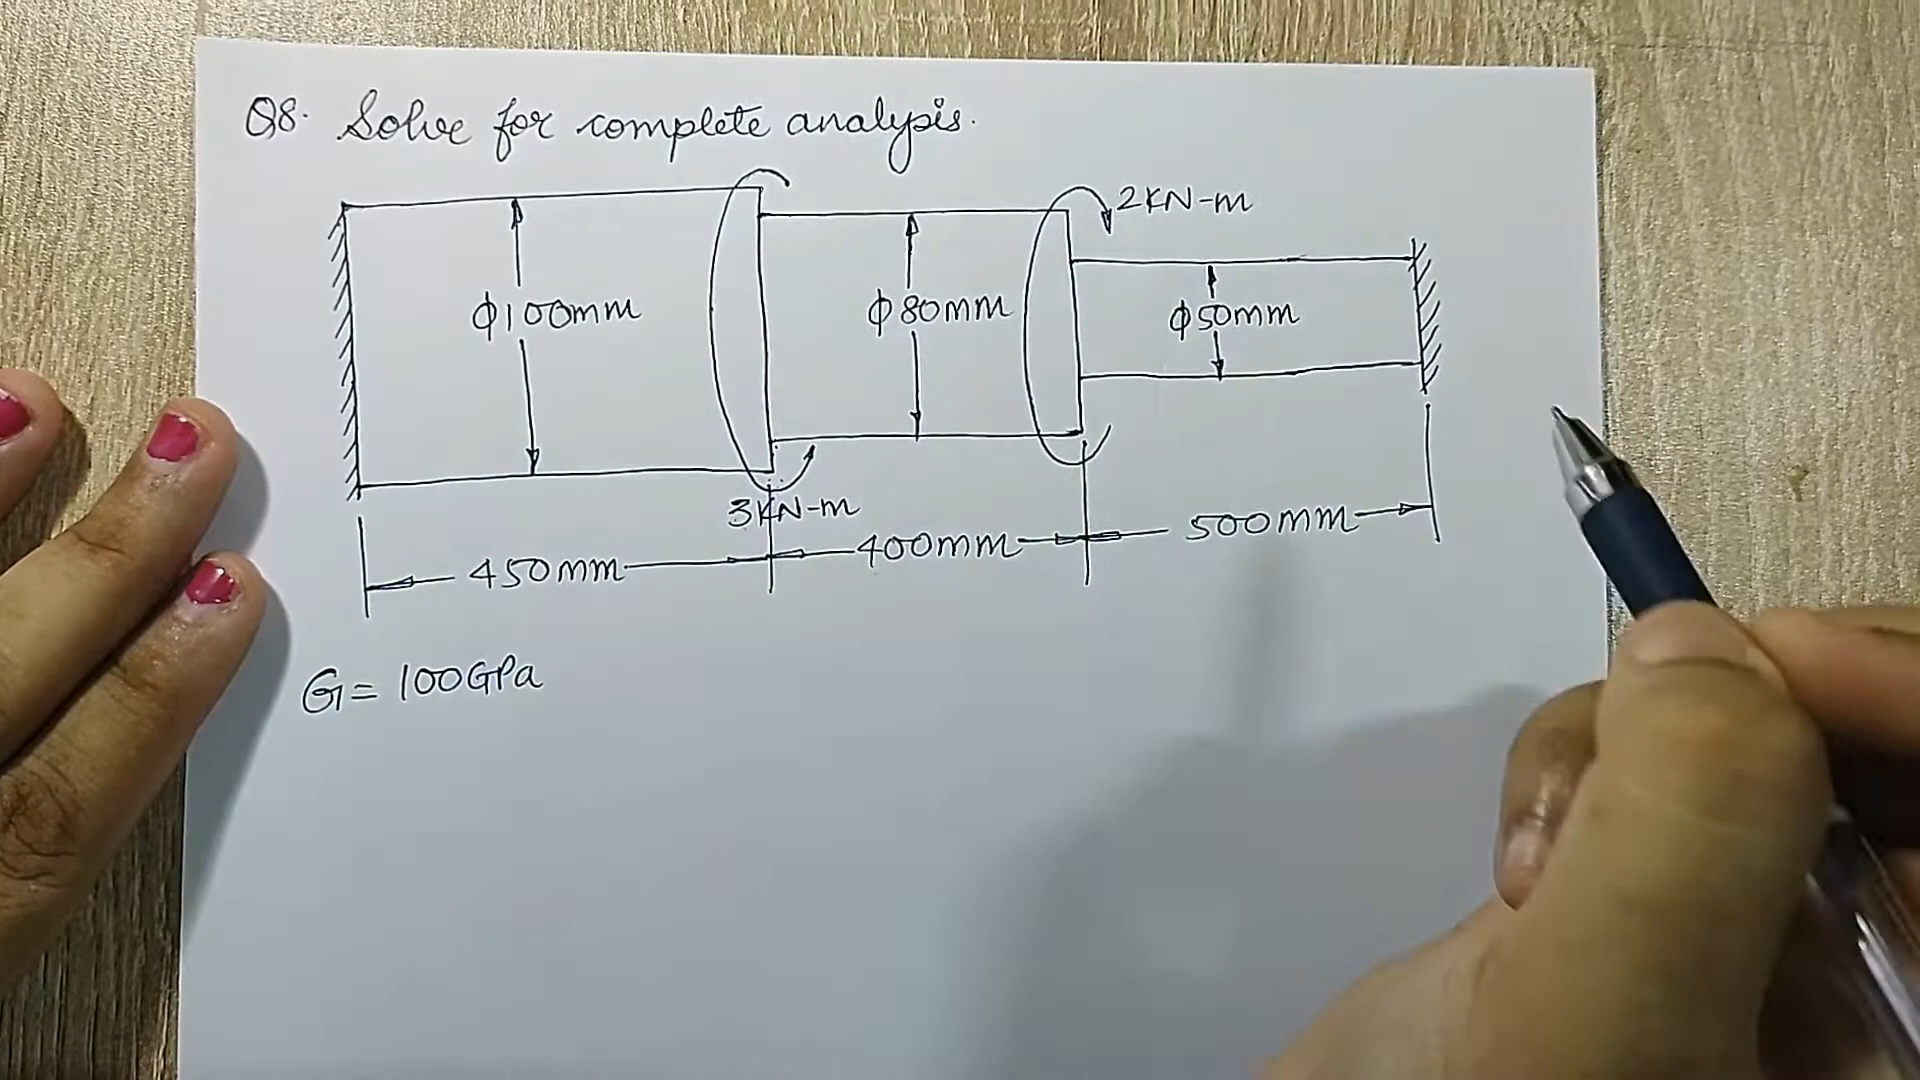 Q8. Solve for complete analysis.
2KN-m
ϕ100mm
ϕ80mm
ϕ50mm
3KN-m
450mm
400mm
500mm
G = 100GPa